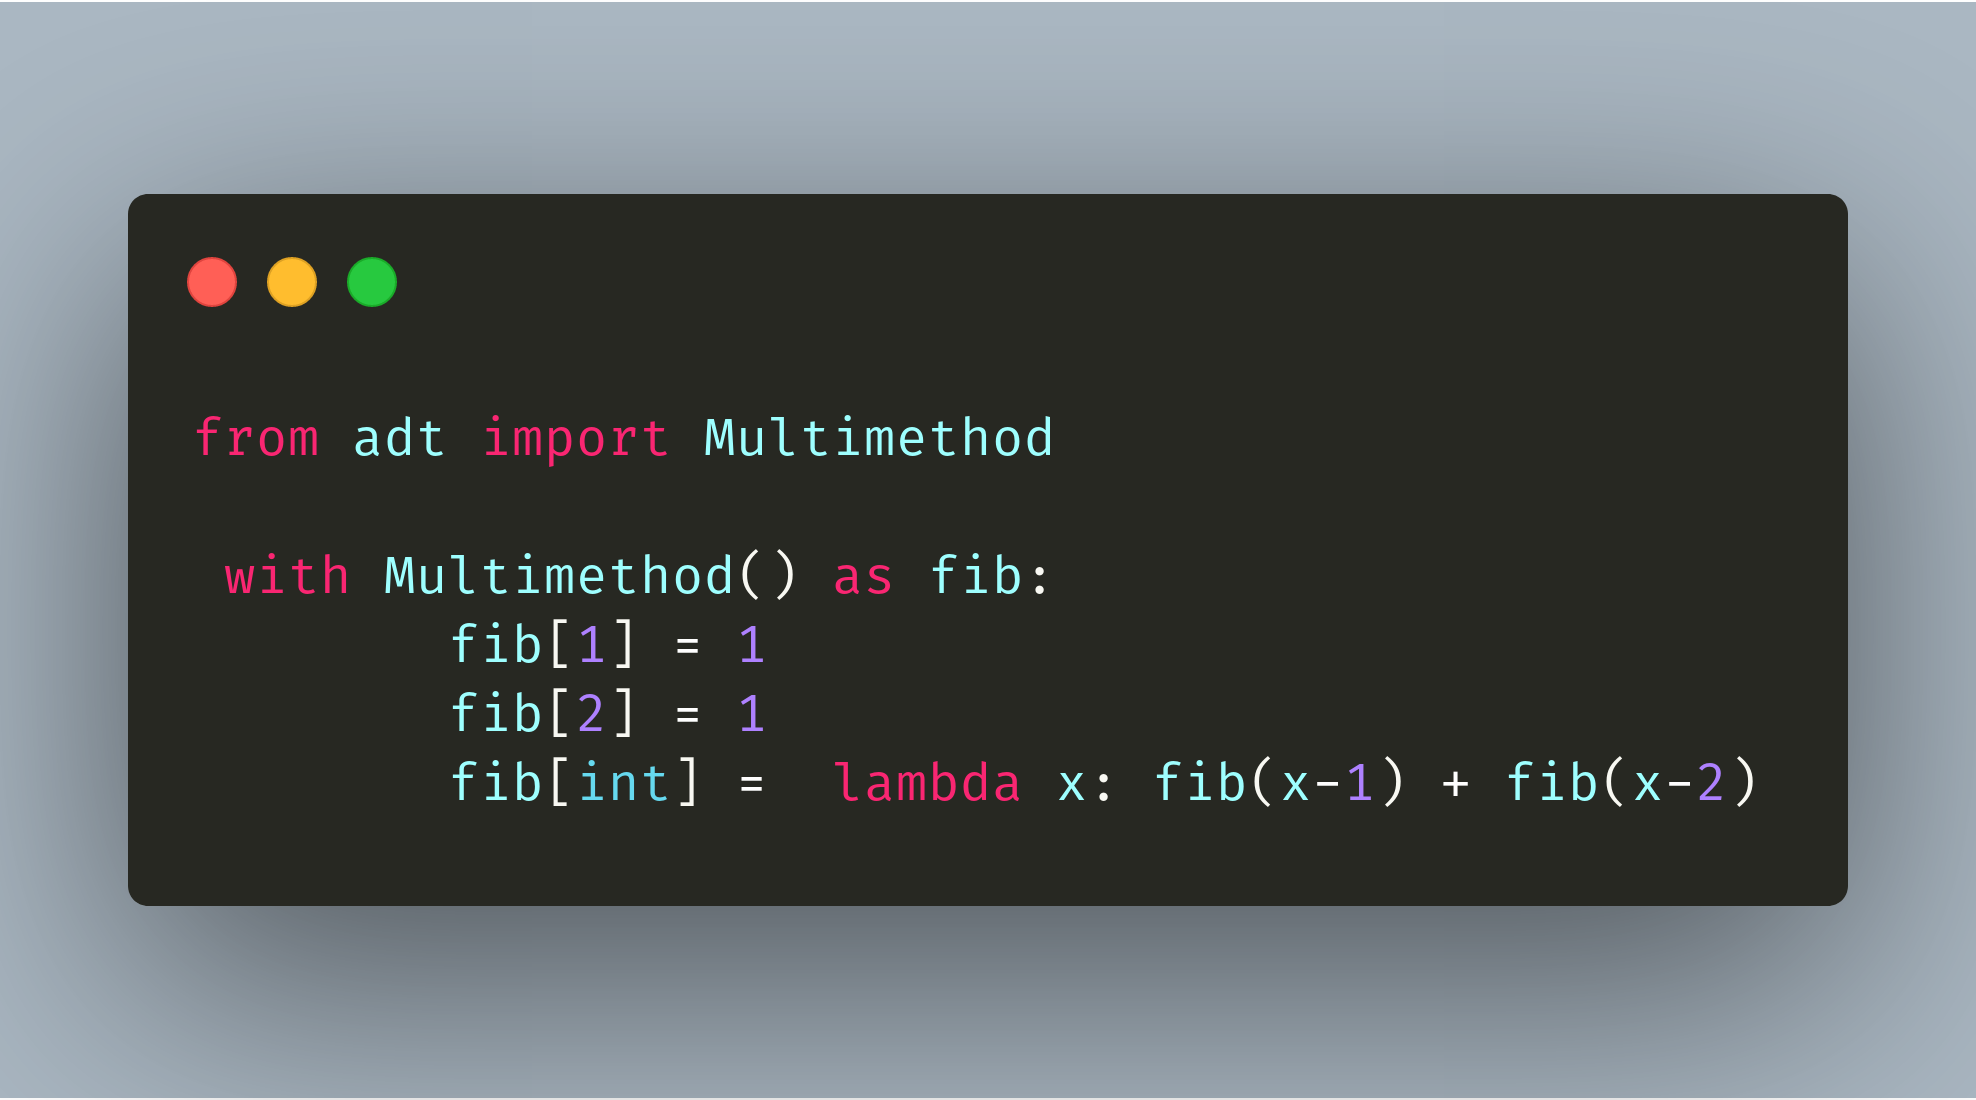 from adt import Multimethod
 with Multimethod() as fib:
        fib[1] = 1
        fib[2] = 1
        fib[int] =  lambda x: fib(x-1) + fib(x-2)